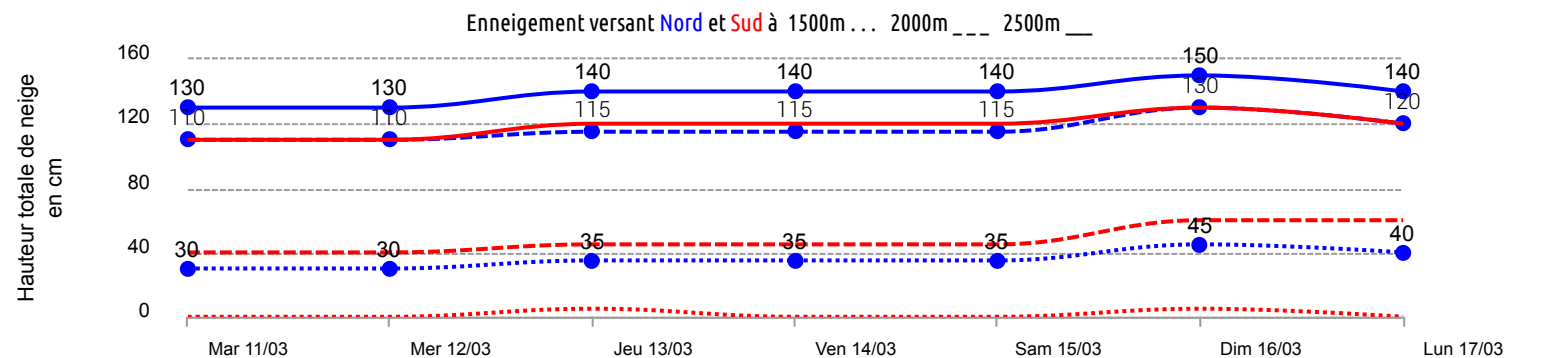 Enneigement versant Nord et Sud à 1500m . . . 2000m _ _ _ 2500m __
Hauteur totale de neige
en cm
160
120
80
40
0
130 130 140 140 140 150 140
110 110 115 115 115 130 120
30 30 35 35 35 45 40
Mar 11/03 Mer 12/03 Jeu 13/03 Ven 14/03 Sam 15/03 Dim 16/03 Lun 17/03